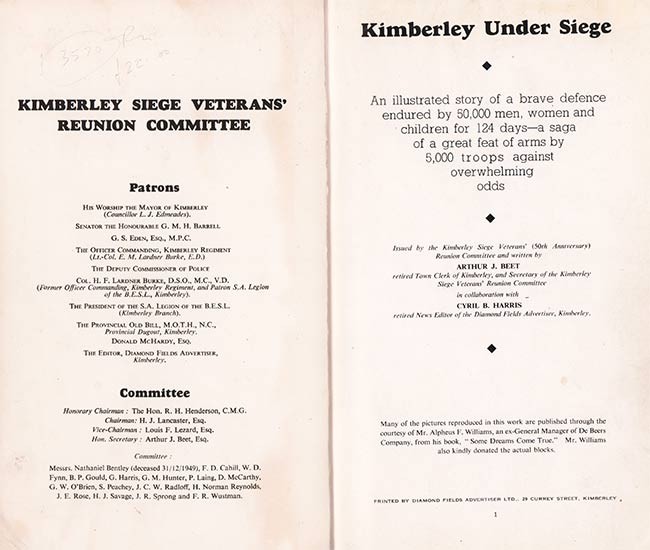 3570
£22.00
KIMBERLEY SIEGE VETERANS'
REUNION COMMITTEE
Patrons
HIS WORSHIP THE MAYOR OF KIMBERLEY
(Councillor L. J. Edmeades).
SENATOR THE HONOURABLE G. M. H. BARRELL
G. S. EDEN, ESQ., M.P.C.
THE OFFICER COMMANDING, KIMBERLEY REGIMENT
(Lt.-Col. E. M. Lardner Burke, E.D.)
THE DEPUTY COMMISSIONER OF POLICE
COL. H. F. LARDNER BURKE, D.S.O., M.C., V.D.
(Former Officer Commanding, Kimberley Regiment, and Patron S.A. Legion
of the B.E.S.L., Kimberley).
THE PRESIDENT OF THE S.A. LEGION OF THE B.E.S.L.
(Kimberley Branch).
THE PROVINCIAL OLD BILL, M.O.T.H., N.C.,
Provincial Dugout, Kimberley.
DONALD MCHARDY, ESQ.
THE EDITOR, DIAMOND FIELDS ADVERTISER,
Kimberley.
Committee
Honorary Chairman : The Hon. R. H. Henderson, C.M.G.
Chairman: H. J. Lancaster, Esq.
Vice-Chairman : Louis F. Lezard, Esq.
Hon. Secretary : Arthur J. Beet, Esq.
Committee :
Messrs. Nathaniel Bentley (deceased 31/12/1949), F. D. Cahill, W. D.
Fynn, B. P. Gould, G. Harris, G. M. Hunter, P. Laing, D. McCarthy,
G. W. O'Brien, S. Peachey, J. C. W. Radloff, H. Norman Reynolds,
J. E. Rose, H. J. Savage, J. R. Sprong and F. R. Wustman.
Kimberley Under Siege
An illustrated story of a brave defence
endured by 50,000 men, women and
children for 124 days—a saga
of a great feat of arms by
5,000 troops against
overwhelming
odds
Issued by the Kimberley Siege Veterans' (50th Anniversary)
Reunion Committee and written by
ARTHUR J. BEET
retired Town Clerk of Kimberley, and Secretary of the Kimberley
Siege Veterans' Reunion Committee
in collaboration with
CYRIL B. HARRIS
retired News Editor of the Diamond Fields Advertiser, Kimberley.
Many of the pictures reproduced in this work are published through the
courtesy of Mr. Alpheus F. Williams, an ex-General Manager of De Beers
Company, from his book, "Some Dreams Come True." Mr. Williams
also kindly donated the actual blocks.
PRINTED BY DIAMOND FIELDS ADVERTISER LTD., 29 CURREY STREET, KIMBERLEY
1